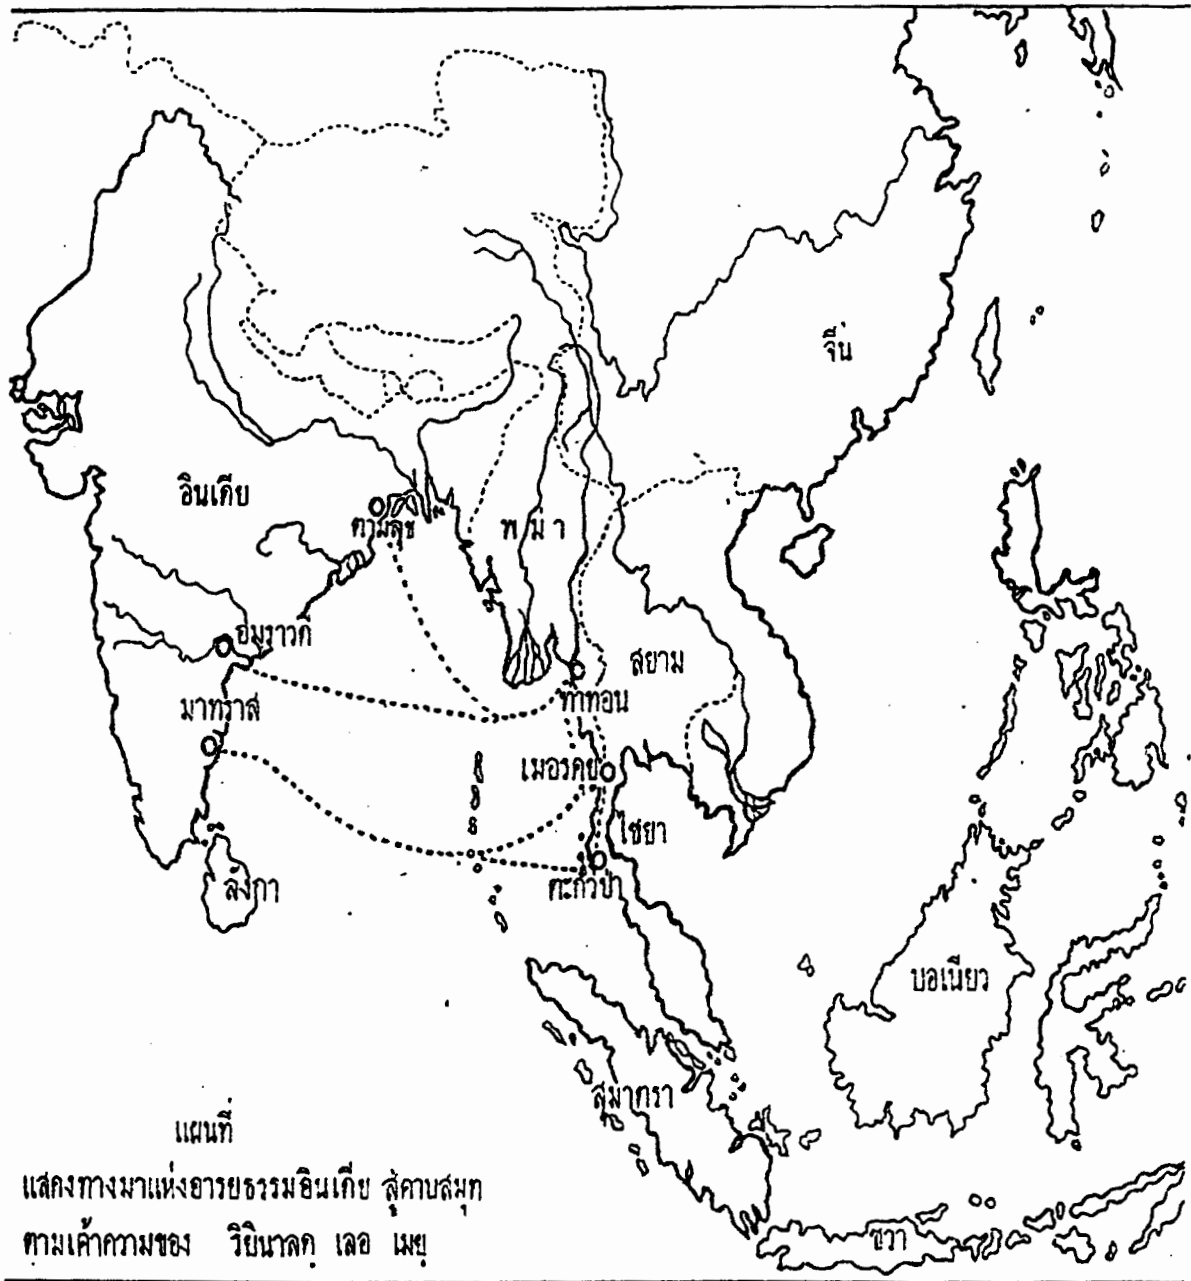 จีน
อินเดีย
ตามลุข
พม่า
อมราวดี
สยาม
ท่าทอน
มาทราส
เมอรคุย
ไชยา
ตะกั่วป่า
ลังกา
บอเนียว
สุมาตรา
ชวา
แผนที่
แสดงทางมาแห่งอารยธรรมอินเดีย สู่คาบสมุท
ตามเค้าความของ วิยินาลด เลอ เมย